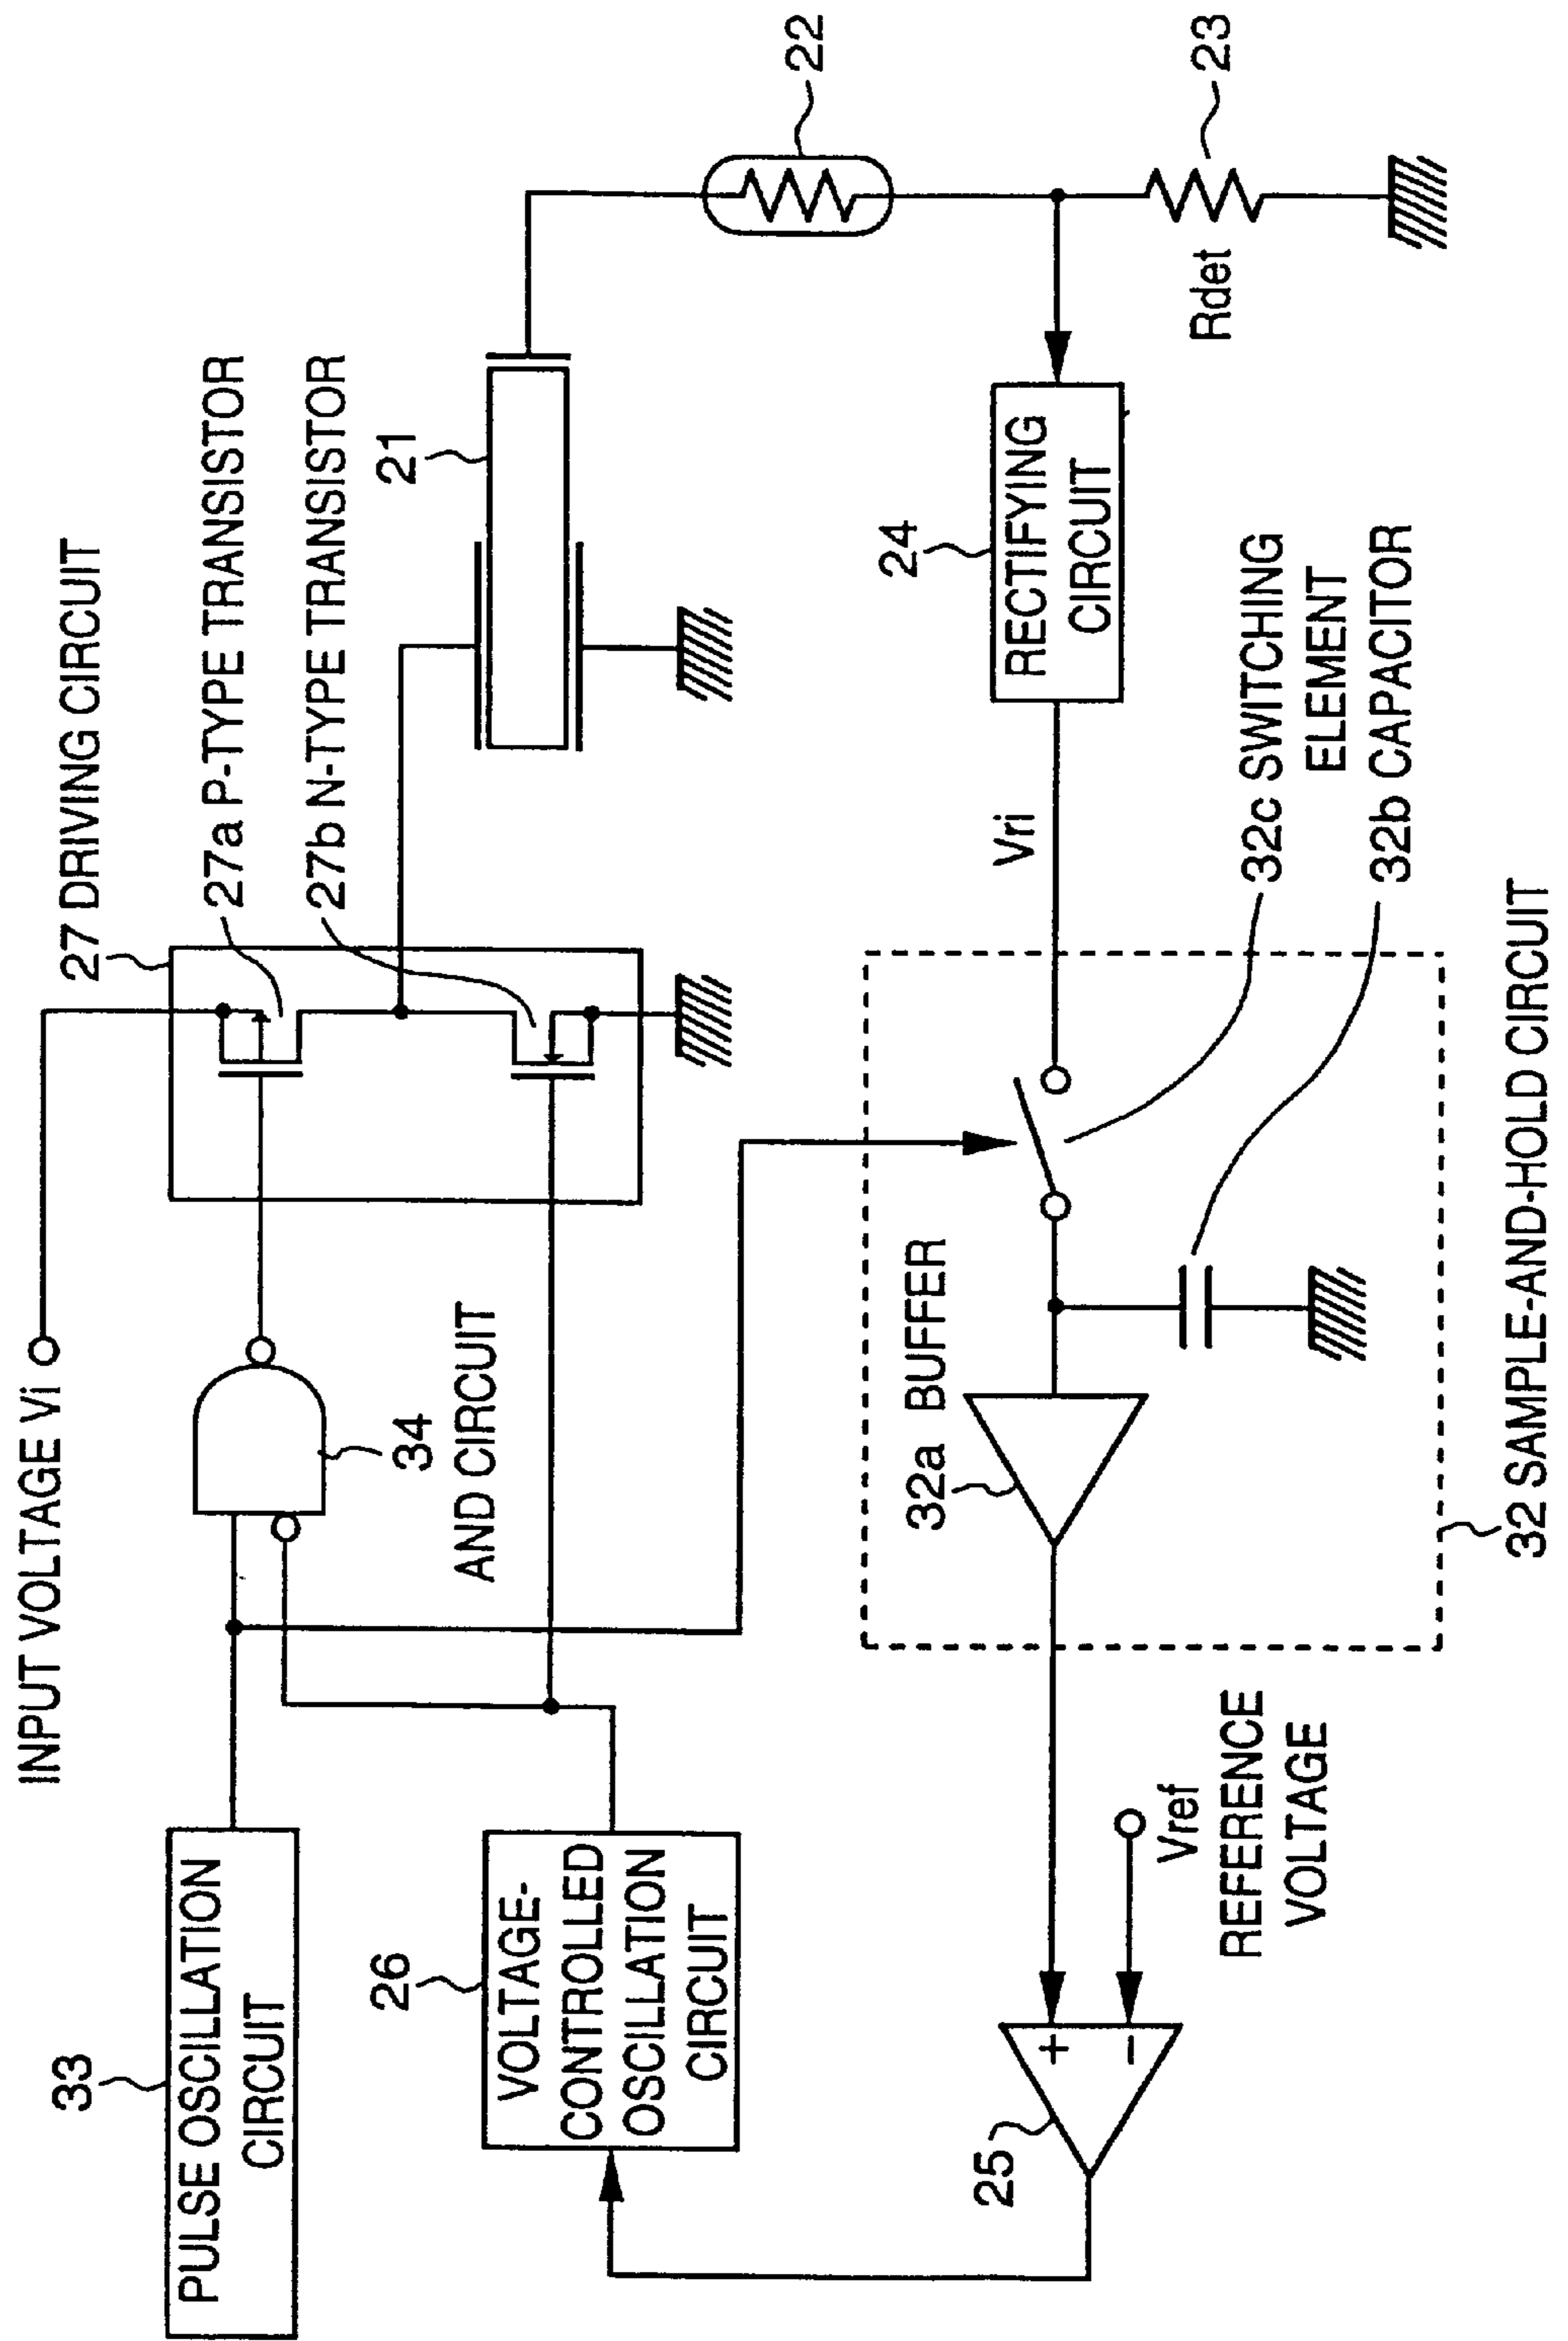 INPUT VOLTAGE Vi
27 DRIVING CIRCUIT
27a P-TYPE TRANSISTOR
27b N-TYPE TRANSISTOR
33
PULSE OSCILLATION
CIRCUIT
34
AND CIRCUIT
21
22
26
VOLTAGE-
CONTROLLED
OSCILLATION
CIRCUIT
32a BUFFER
Vri
24
RECTIFYING
CIRCUIT
Rdet
23
25
+
−
Vref
REFERENCE
VOLTAGE
32c SWITCHING
ELEMENT
32b CAPACITOR
32 SAMPLE-AND-HOLD CIRCUIT